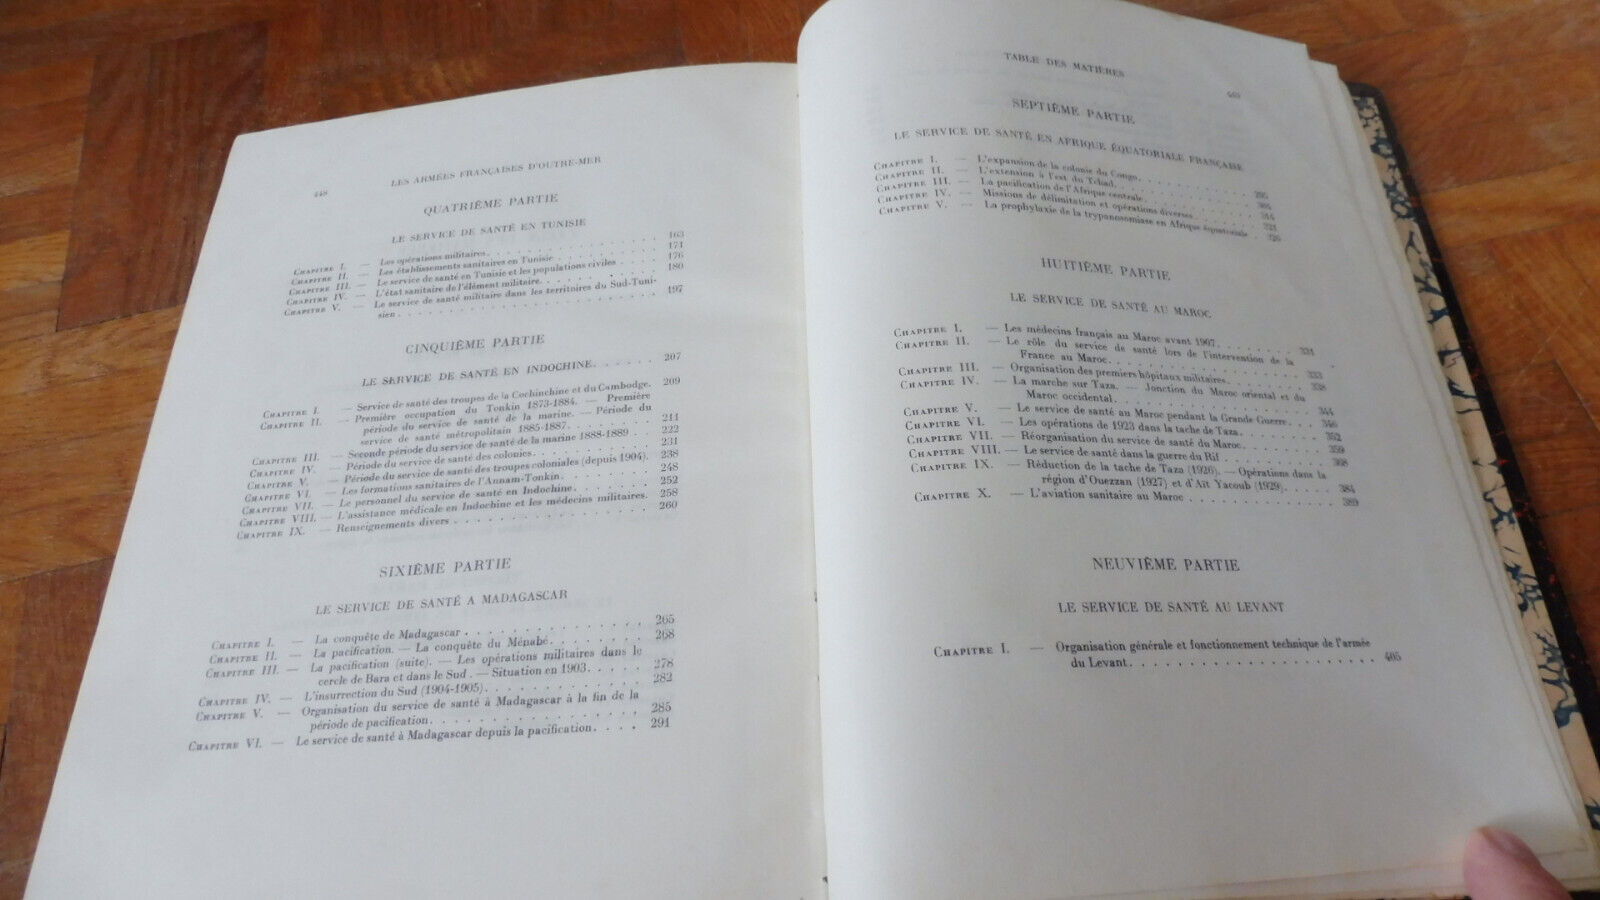 448 LES ARMÉES FRANÇAISES D'OUTRE-MER
QUATRIÈME PARTIE
LE SERVICE DE SANTÉ EN TUNISIE
CHAPITRE I. — Les opérations militaires. 163
CHAPITRE II. — Les établissements sanitaires en Tunisie 171
CHAPITRE III. — Le service de santé en Tunisie et les populations civiles 176
CHAPITRE IV. — L'état sanitaire de l'élément militaire. 180
CHAPITRE V. — Le service de santé militaire dans les territoires du Sud-Tuni-
sien 197
CINQUIÈME PARTIE
LE SERVICE DE SANTÉ EN INDOCHINE. 207
CHAPITRE I. — Service de santé des troupes de la Cochinchine et du Cambodge. 209
CHAPITRE II. — Première occupation du Tonkin 1873-1884. — Première
période du service de santé de la marine. — Période du
service de santé métropolitain 1885-1887. 211
CHAPITRE III. — Seconde période du service de santé de la marine 1888-1889 222
CHAPITRE IV. — Période du service de santé des colonies. 231
CHAPITRE V. — Période du service de santé des troupes coloniales (depuis 1904). 238
CHAPITRE VI. — Les formations sanitaires de l'Annam-Tonkin. 248
CHAPITRE VII. — Le personnel du service de santé en Indochine. 252
CHAPITRE VIII. — L'assistance médicale en Indochine et les médecins militaires. 258
CHAPITRE IX. — Renseignements divers 260
SIXIÈME PARTIE
LE SERVICE DE SANTÉ A MADAGASCAR
CHAPITRE I. — La conquête de Madagascar 265
CHAPITRE II. — La pacification. — La conquête du Ménabé. 268
CHAPITRE III. — La pacification (suite). — Les opérations militaires dans le
cercle de Bara et dans le Sud. — Situation en 1903. 278
CHAPITRE IV. — L'insurrection du Sud (1904-1905). 282
CHAPITRE V. — Organisation du service de santé à Madagascar à la fin de la
période de pacification. 285
CHAPITRE VI. — Le service de santé à Madagascar depuis la pacification. 291
TABLE DES MATIÈRES
SEPTIÈME PARTIE
LE SERVICE DE SANTÉ EN AFRIQUE ÉQUATORIALE FRANÇAISE
CHAPITRE I. — L'expansion de la colonie du Congo.
CHAPITRE II. — L'extension à l'est du Tchad.
CHAPITRE III. — La pacification de l'Afrique centrale. 314
CHAPITRE IV. — Missions de délimitation et opérations diverses 321
CHAPITRE V. — La prophylaxie de la trypanosomiase en Afrique équatoriale 326
HUITIÈME PARTIE
LE SERVICE DE SANTÉ AU MAROC
CHAPITRE I. — Les médecins français au Maroc avant 1907. 331
CHAPITRE II. — Le rôle du service de santé lors de l'intervention de la
France au Maroc. 333
CHAPITRE III. — Organisation des premiers hôpitaux militaires. 338
CHAPITRE IV. — La marche sur Taza. — Jonction du Maroc oriental et du
Maroc occidental 344
CHAPITRE V. — Le service de santé au Maroc pendant la Grande Guerre. 346
CHAPITRE VI. — Les opérations de 1923 dans la tache de Taza. 352
CHAPITRE VII. — Réorganisation du service de santé du Maroc. 359
CHAPITRE VIII. — Le service de santé dans la guerre du Rif 368
CHAPITRE IX. — Réduction de la tache de Taza (1926). — Opérations dans la
région d'Ouezzan (1927) et d'Aït Yacoub (1929). 384
CHAPITRE X. — L'aviation sanitaire au Maroc 389
NEUVIÈME PARTIE
LE SERVICE DE SANTÉ AU LEVANT
CHAPITRE I. — Organisation générale et fonctionnement technique de l'armée
du Levant. 405